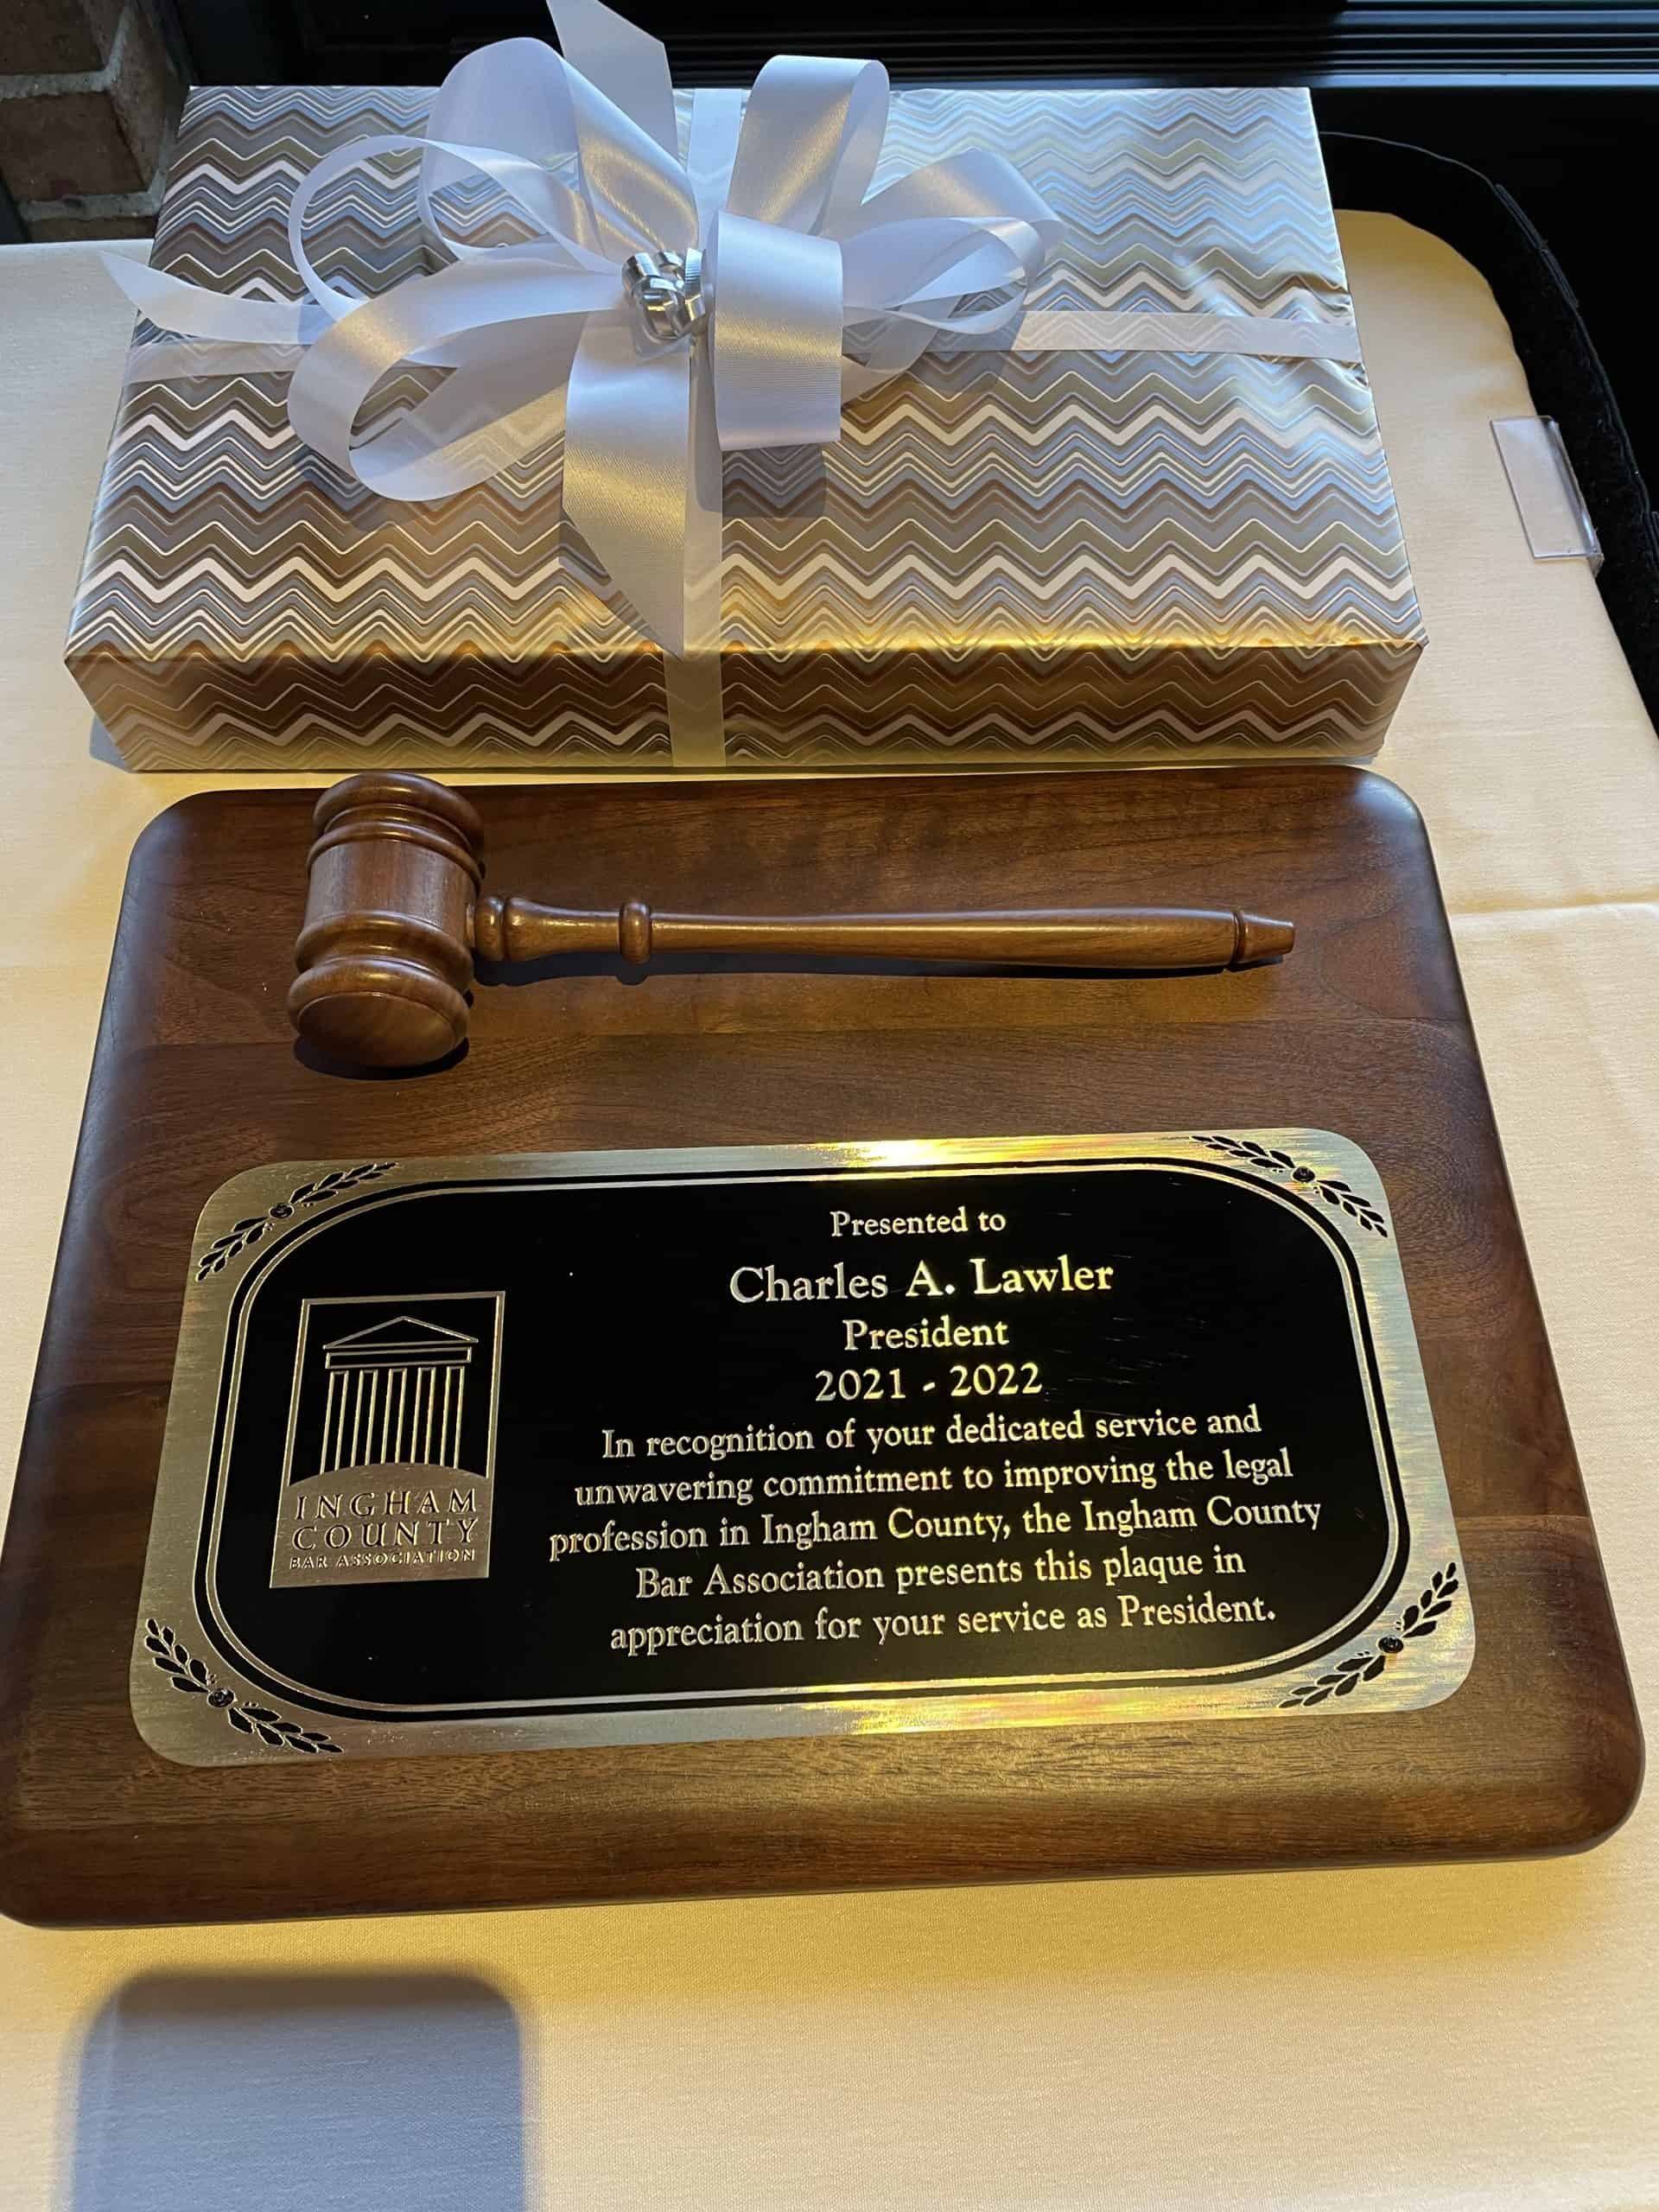 Presented to
Charles A. Lawler
President
2021 - 2022
In recognition of your dedicated service and
unwavering commitment to improving the legal
profession in Ingham County, the Ingham County
Bar Association presents this plaque in
appreciation for your service as President.
INGHAM
COUNTY
BAR ASSOCIATION